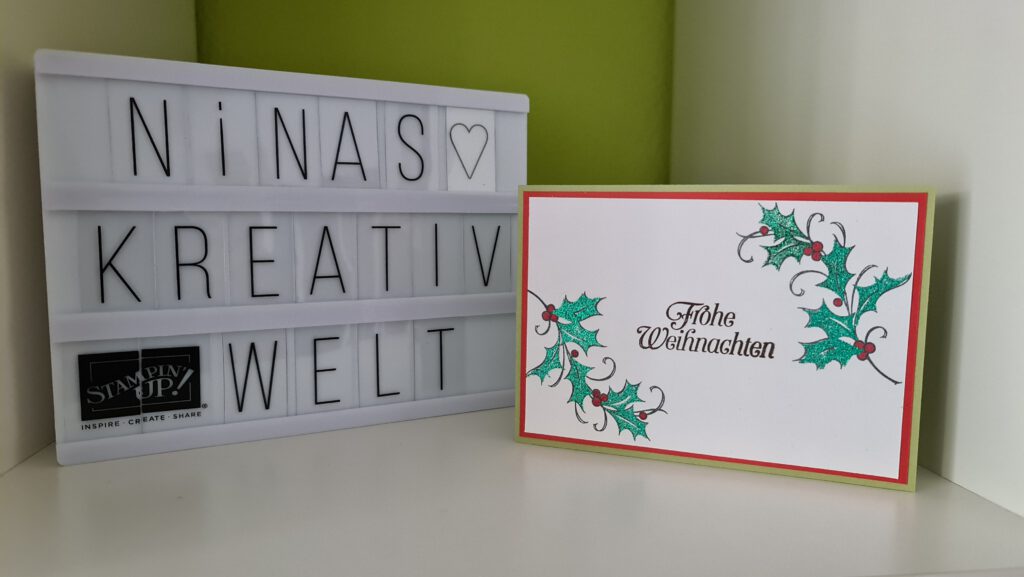 NiNAS♡
KREATIV
WELT
STAMPIN'
UP!®
INSPIRE · CREATE · SHARE
Frohe
Weihnachten